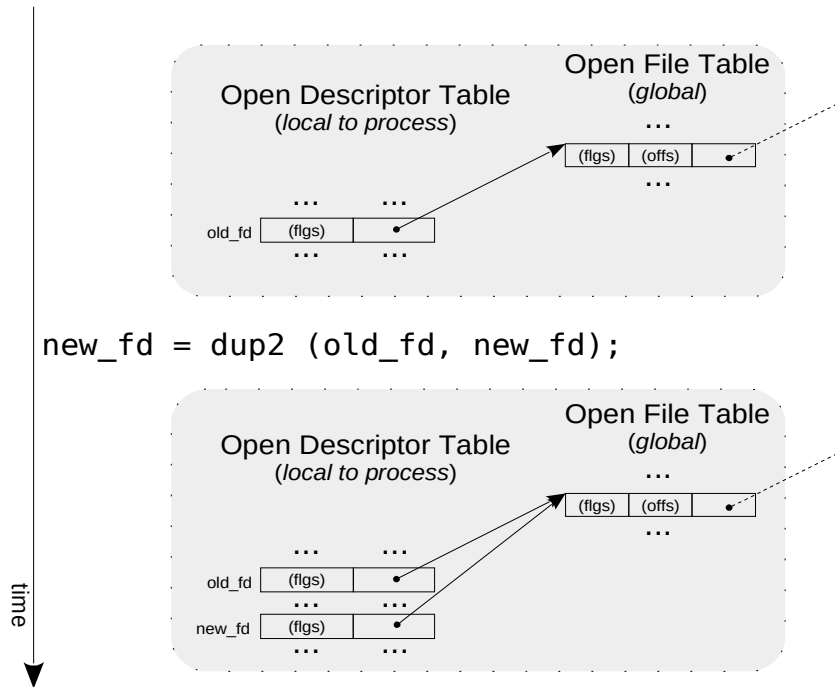 Open File Table
(global)
Open Descriptor Table
(local to process)
...
(flgs) (offs)
...
... ...
old_fd (flgs)
... ...
new_fd = dup2 (old_fd, new_fd);
Open File Table
(global)
Open Descriptor Table
(local to process)
...
(flgs) (offs)
...
... ...
old_fd (flgs)
... ...
new_fd (flgs)
... ...
time